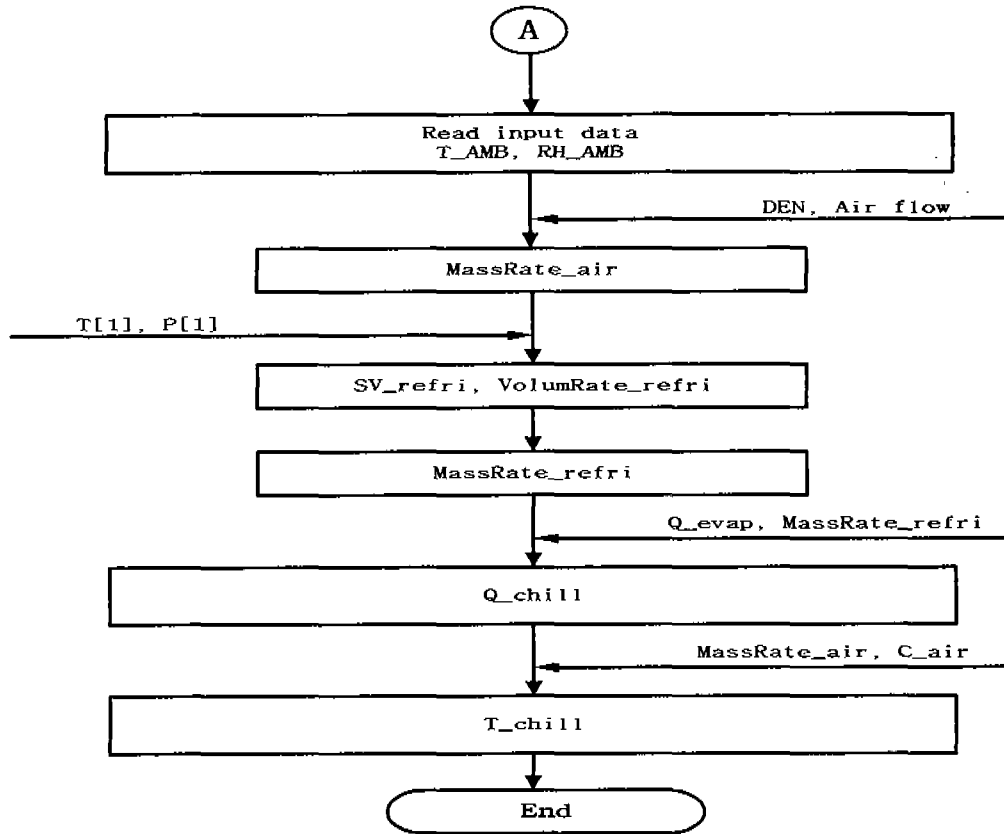 A
Read input data
T_AMB, RH_AMB
DEN, Air flow
MassRate_air
T[1], P[1]
SV_refri, VolumRate_refri
MassRate_refri
Q_evap, MassRate_refri
Q_chill
MassRate_air, C_air
T_chill
End